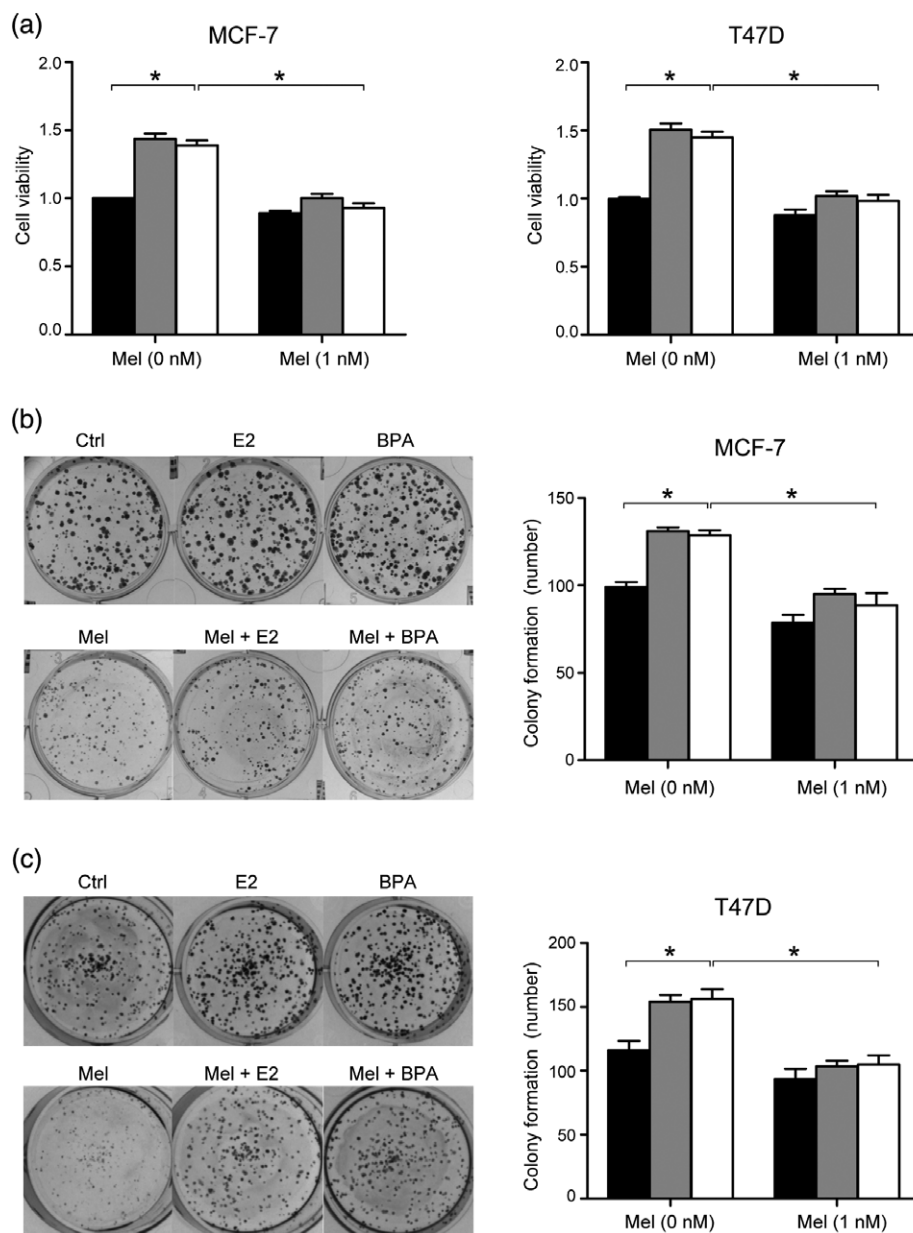 (a)
MCF-7
*
*
2.0
1.5
1.0
0.5
0.0
Cell viability
Mel (0 nM)
Mel (1 nM)
T47D
*
*
2.0
1.5
1.0
0.5
0.0
Cell viability
Mel (0 nM)
Mel (1 nM)
(b)
Ctrl
E2
BPA
Mel
Mel + E2
Mel + BPA
MCF-7
*
*
150
100
50
0
Colony formation (number)
Mel (0 nM)
Mel (1 nM)
(c)
Ctrl
E2
BPA
Mel
Mel + E2
Mel + BPA
T47D
*
*
200
150
100
50
0
Colony formation (number)
Mel (0 nM)
Mel (1 nM)